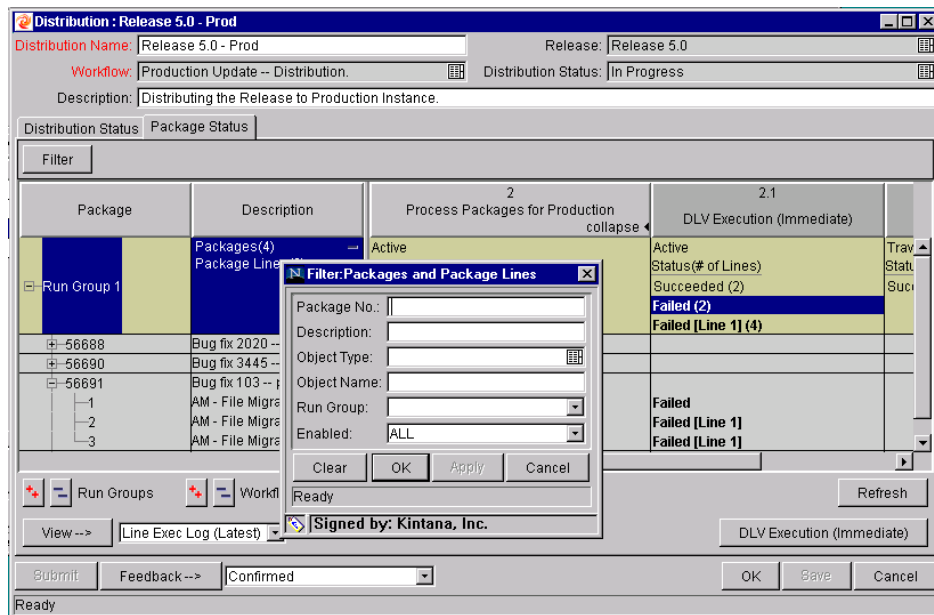 Distribution : Release 5.0 - Prod
Distribution Name: Release 5.0 - Prod Release: Release 5.0
Workflow: Production Update -- Distribution. Distribution Status: In Progress
Description: Distributing the Release to Production Instance.
Distribution Status Package Status
Filter
Package Description 2 Process Packages for Production collapse 2.1 DLV Execution (Immediate)
Run Group 1
Packages(4)
Package Line
Active
Active
Status(# of Lines)
Succeeded (2)
Failed (2)
Failed [Line 1] (4)
Trav
Statu
Suc
56688 Bug fix 2020 --
56690 Bug fix 3445 --
56691 Bug fix 103 --
1 AM - File Migra Failed
2 AM - File Migra Failed [Line 1]
3 AM - File Migra Failed [Line 1]
Filter:Packages and Package Lines
Package No.:
Description:
Object Type:
Object Name:
Run Group:
Enabled: ALL
Clear OK Apply Cancel
Ready
Signed by: Kintana, Inc.
Run Groups Workfl Refresh
View --> Line Exec Log (Latest) DLV Execution (Immediate)
Submit Feedback --> Confirmed OK Save Cancel
Ready